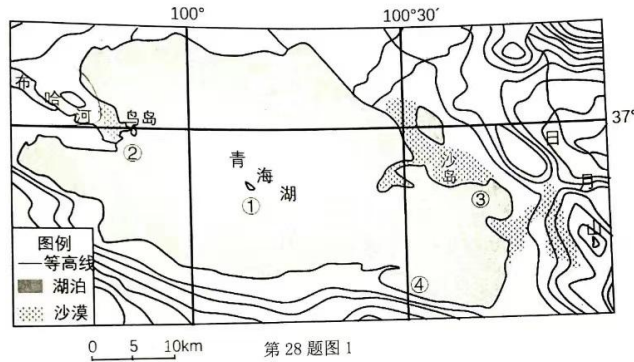 100°
100°30′
37°
布哈河
鸟岛
②
青海湖
①
沙岛
③
日月山
④
图例
等高线
湖泊
沙漠
0 5 10km
第28题图1